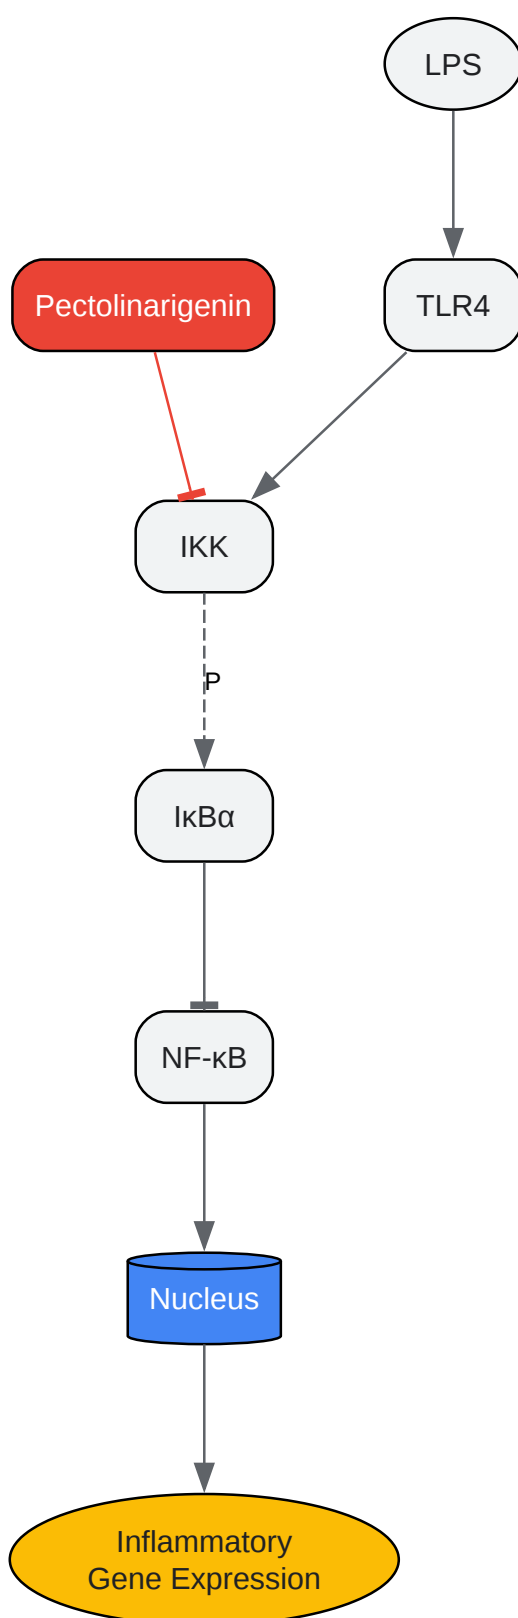 LPS
Pectolinarigenin
TLR4
IKK
P
IκBα
NF-κB
Nucleus
Inflammatory
Gene Expression